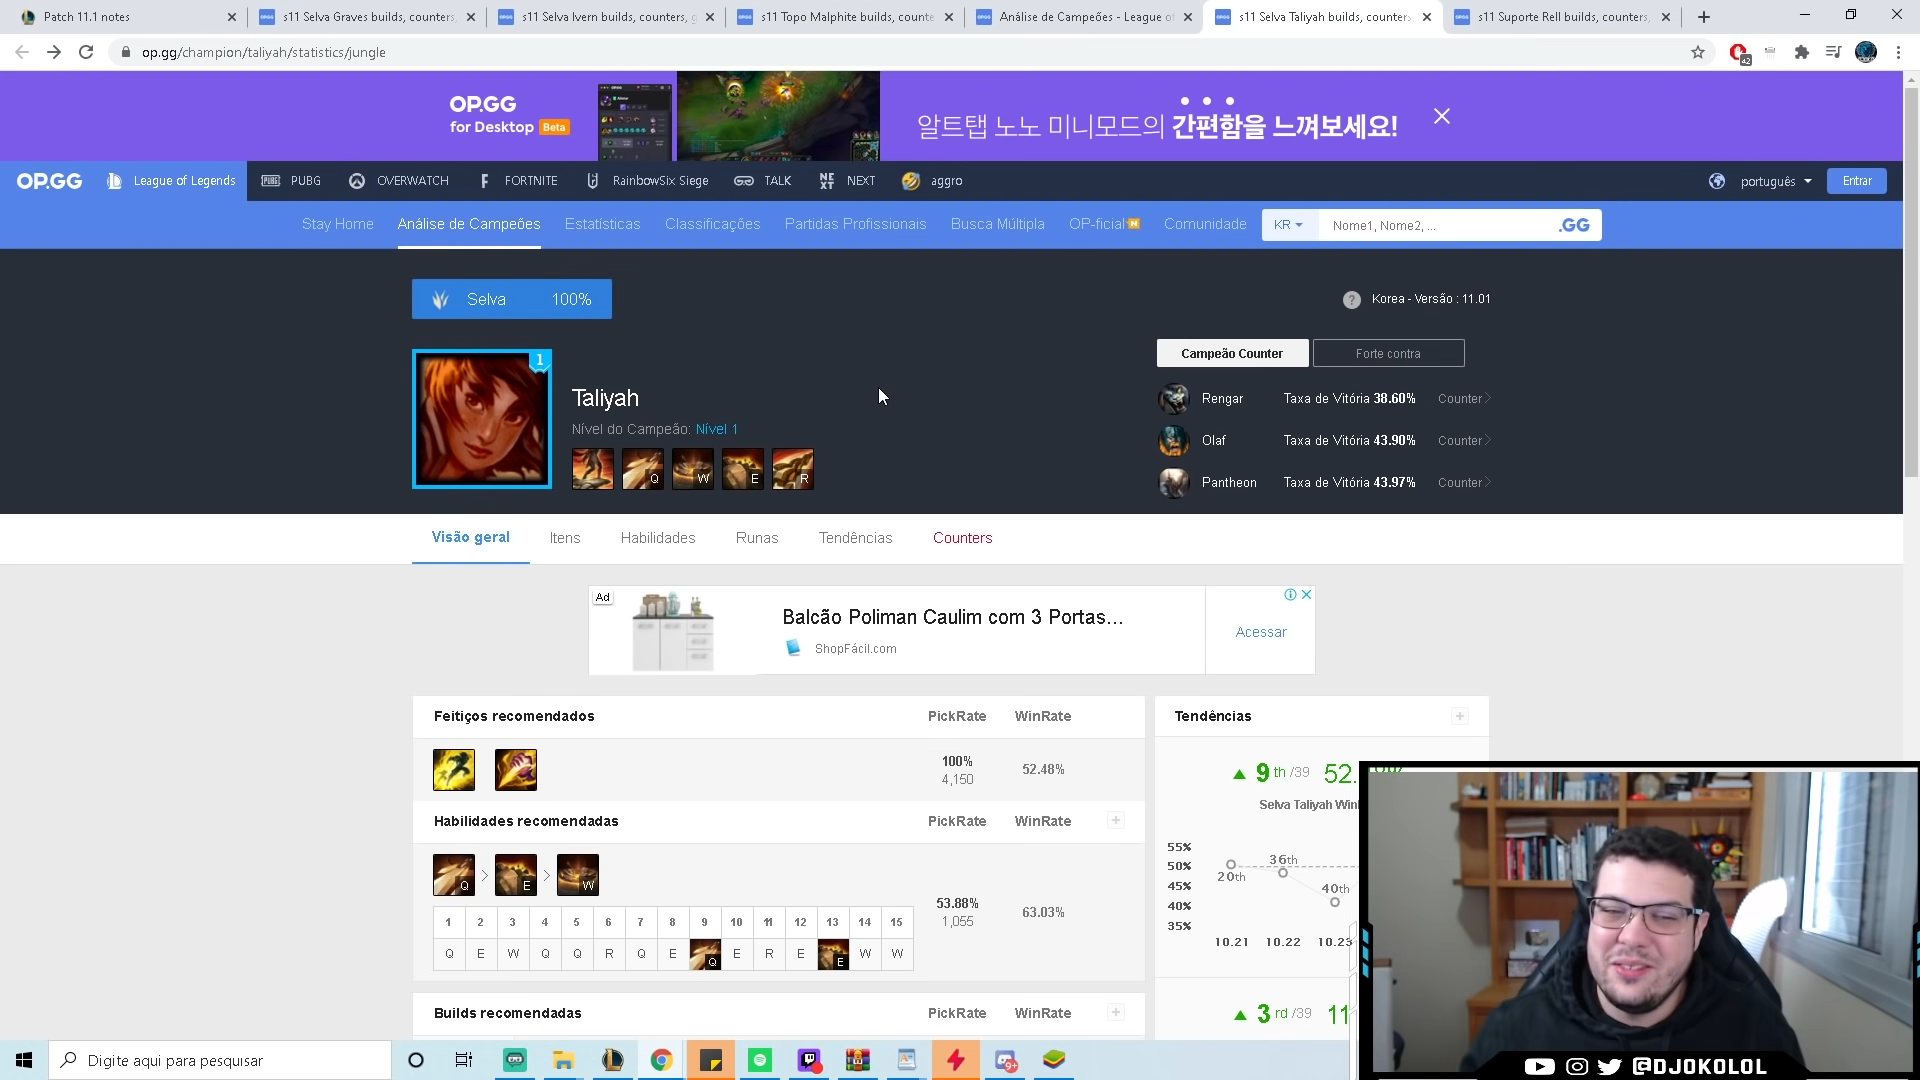 Patch 11.1 notes
s11 Selva Graves builds, counters,
s11 Selva Ivern builds, counters, g
s11 Topo Malphite builds, counte
Análise de Campeões - League o
s11 Selva Taliyah builds, counters
s11 Suporte Rell builds, counters,
op.gg/champion/taliyah/statistics/jungle
42
OP.GG
for Desktop Beta
알트탭 노노 미니모드의 간편함을 느껴보세요!
OP.GG
League of Legends
PUBG PUBG
OVERWATCH
FORTNITE
RainbowSix Siege
TALK
NEXT NEXT
aggro
português
Entrar
Stay Home
Análise de Campeões
Estatísticas
Classificações
Partidas Profissionais
Busca Múltipla
OP-ficial N
Comunidade
KR
Nome1, Nome2, ...
.GG
Selva 100%
? Korea - Versão : 11.01
Campeão Counter
Forte contra
1
Taliyah
Nível do Campeão: Nível 1
Q W E R
Rengar Taxa de Vitória 38.60% Counter
Olaf Taxa de Vitória 43.90% Counter
Pantheon Taxa de Vitória 43.97% Counter
Visão geral
Itens
Habilidades
Runas
Tendências
Counters
Ad
Balcão Poliman Caulim com 3 Portas...
ShopFácil.com
Acessar
Feitiços recomendados PickRate WinRate
100%
4,150
52.48%
Habilidades recomendadas PickRate WinRate
Q E W
53.88%
1,055
63.03%
1 2 3 4 5 6 7 8 9 10 11 12 13 14 15
Q E W Q Q R Q E Q E R E E W W
Builds recomendadas PickRate WinRate
Tendências
9 th /39 52.
Selva Taliyah Win
55%
50%
45%
40%
35%
20th
36th
40th
10.21 10.22 10.23
3 rd /39 11
Digite aqui para pesquisar
9+
@DJOKOLOL